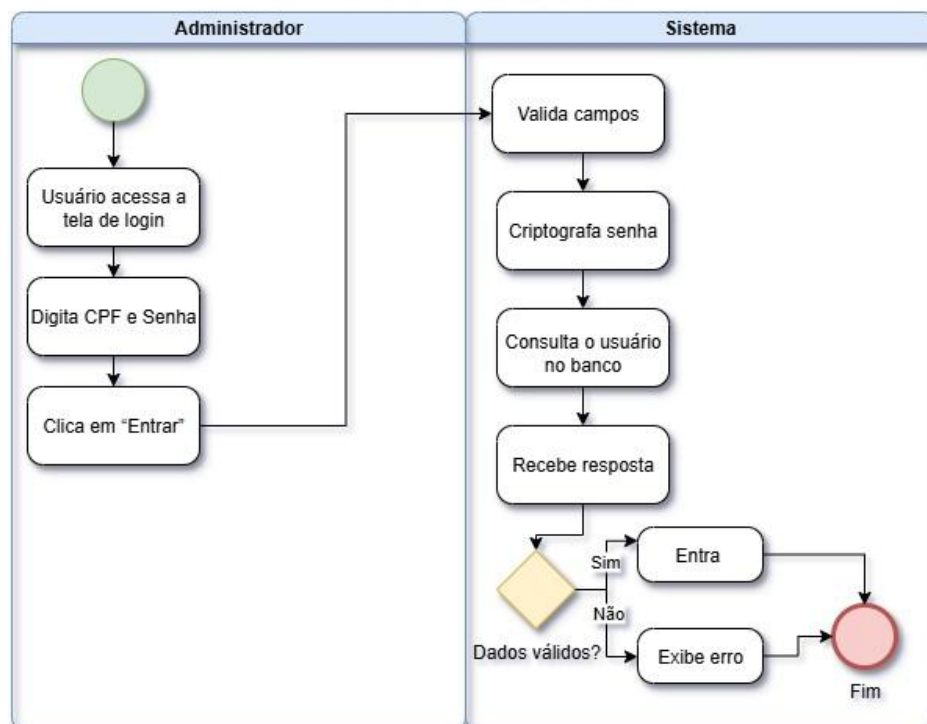 Administrador
Sistema
Usuário acessa a
tela de login
Digita CPF e Senha
Clica em “Entrar”
Valida campos
Criptografa senha
Consulta o usuário
no banco
Recebe resposta
Dados válidos?
Sim
Entra
Não
Exibe erro
Fim